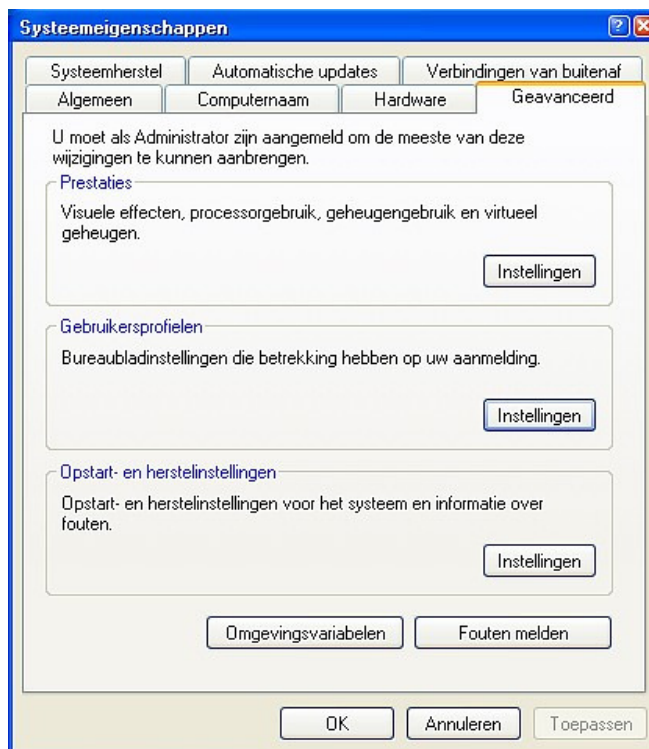 Systeemeigenschappen
Systeemherstel
Automatische updates
Verbindingen van buitenaf
Algemeen
Computernaam
Hardware
Geavanceerd
U moet als Administrator zijn aangemeld om de meeste van deze
wijzigingen te kunnen aanbrengen.
Prestaties
Visuele effecten, processorgebruik, geheugengebruik en virtueel
geheugen.
Instellingen
Gebruikersprofielen
Bureaubladinstellingen die betrekking hebben op uw aanmelding.
Instellingen
Opstart- en herstelinstellingen
Opstart- en herstelinstellingen voor het systeem en informatie over
fouten.
Instellingen
Omgevingsvariabelen
Fouten melden
OK
Annuleren
Toepassen